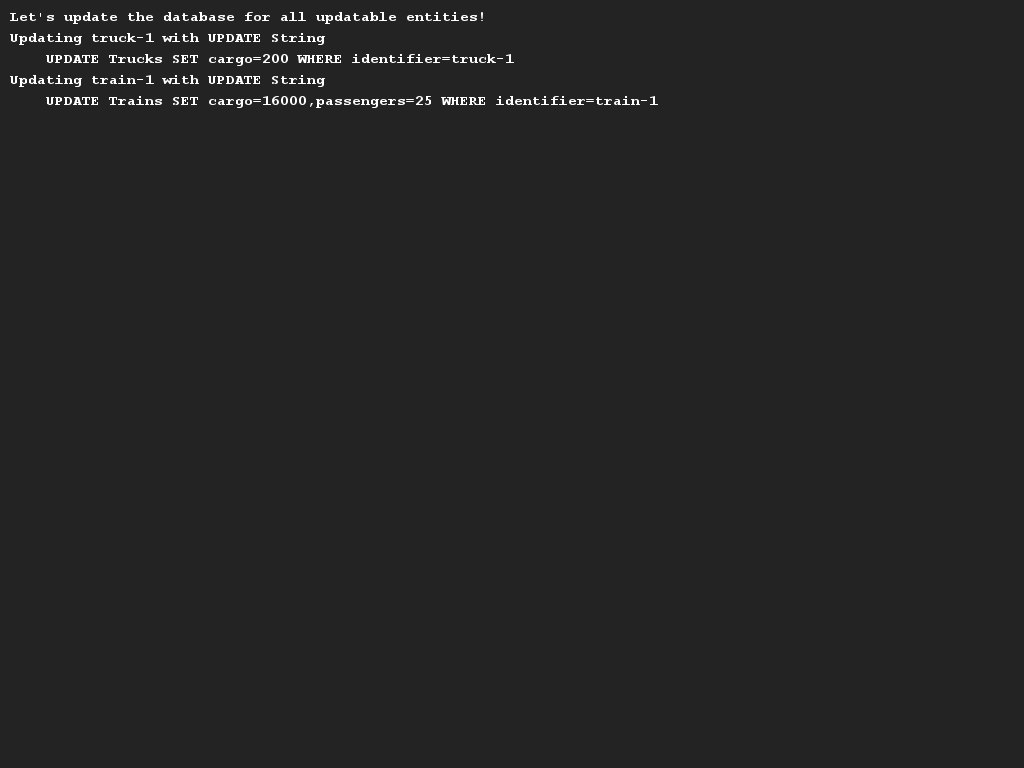 Let's update the database for all updatable entities!
Updating truck-1 with UPDATE String
    UPDATE Trucks SET cargo=200 WHERE identifier=truck-1
Updating train-1 with UPDATE String
    UPDATE Trains SET cargo=16000,passengers=25 WHERE identifier=train-1